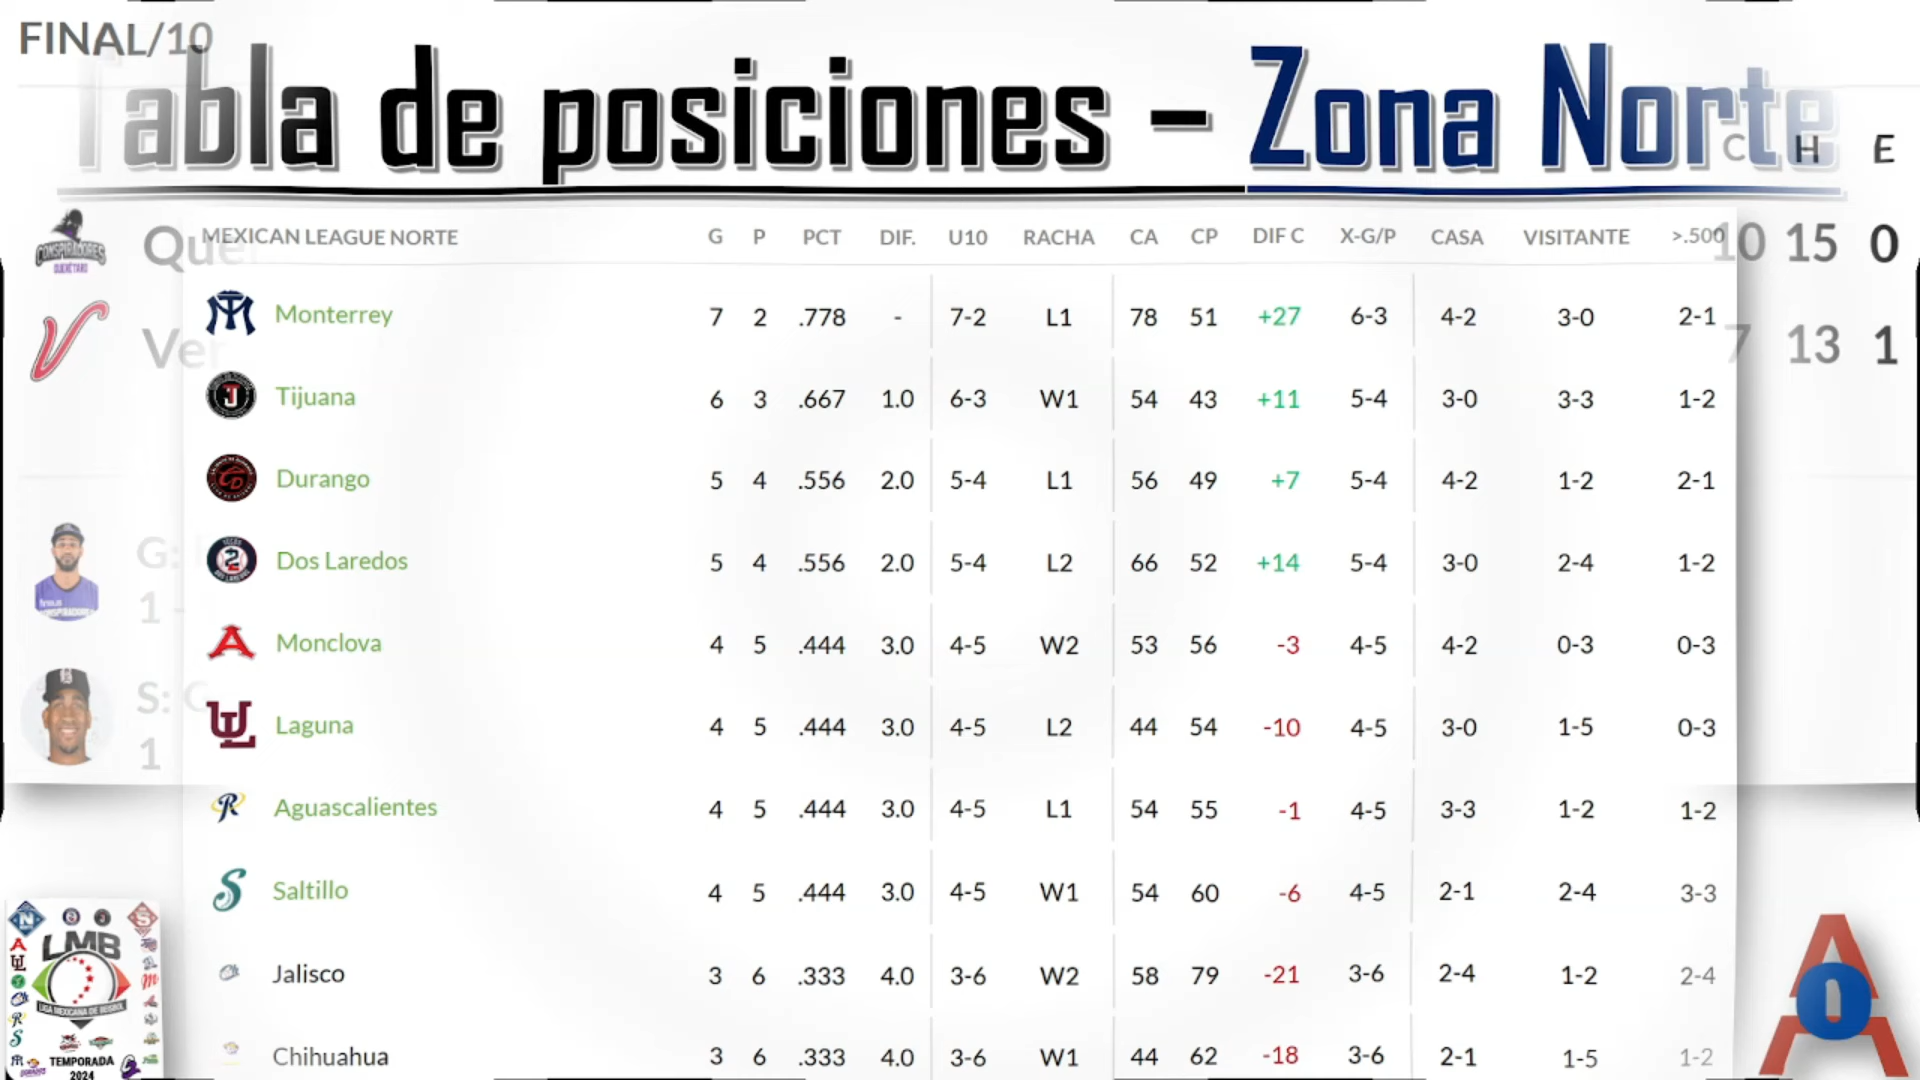 FINAL/10
Tabla de posiciones – Zona Norte
C H E
MEXICAN LEAGUE NORTE G P PCT DIF. U10 RACHA CA CP DIF C X-G/P CASA VISITANTE >.500
10 15 0
7 13 1
Monterrey 7 2 .778 - 7-2 L1 78 51 +27 6-3 4-2 3-0 2-1
Tijuana 6 3 .667 1.0 6-3 W1 54 43 +11 5-4 3-0 3-3 1-2
Durango 5 4 .556 2.0 5-4 L1 56 49 +7 5-4 4-2 1-2 2-1
Dos Laredos 5 4 .556 2.0 5-4 L2 66 52 +14 5-4 3-0 2-4 1-2
Monclova 4 5 .444 3.0 4-5 W2 53 56 -3 4-5 4-2 0-3 0-3
Laguna 4 5 .444 3.0 4-5 L2 44 54 -10 4-5 3-0 1-5 0-3
Aguascalientes 4 5 .444 3.0 4-5 L1 54 55 -1 4-5 3-3 1-2 1-2
Saltillo 4 5 .444 3.0 4-5 W1 54 60 -6 4-5 2-1 2-4 3-3
Jalisco 3 6 .333 4.0 3-6 W2 58 79 -21 3-6 2-4 1-2 2-4
Chihuahua 3 6 .333 4.0 3-6 W1 44 62 -18 3-6 2-1 1-5 1-2
CONSPIRADORES
QUERÉTARO
G:
1 -
S:
1
LMB
LIGA MEXICANA DE BEISBOL
TEMPORADA
2024
AO